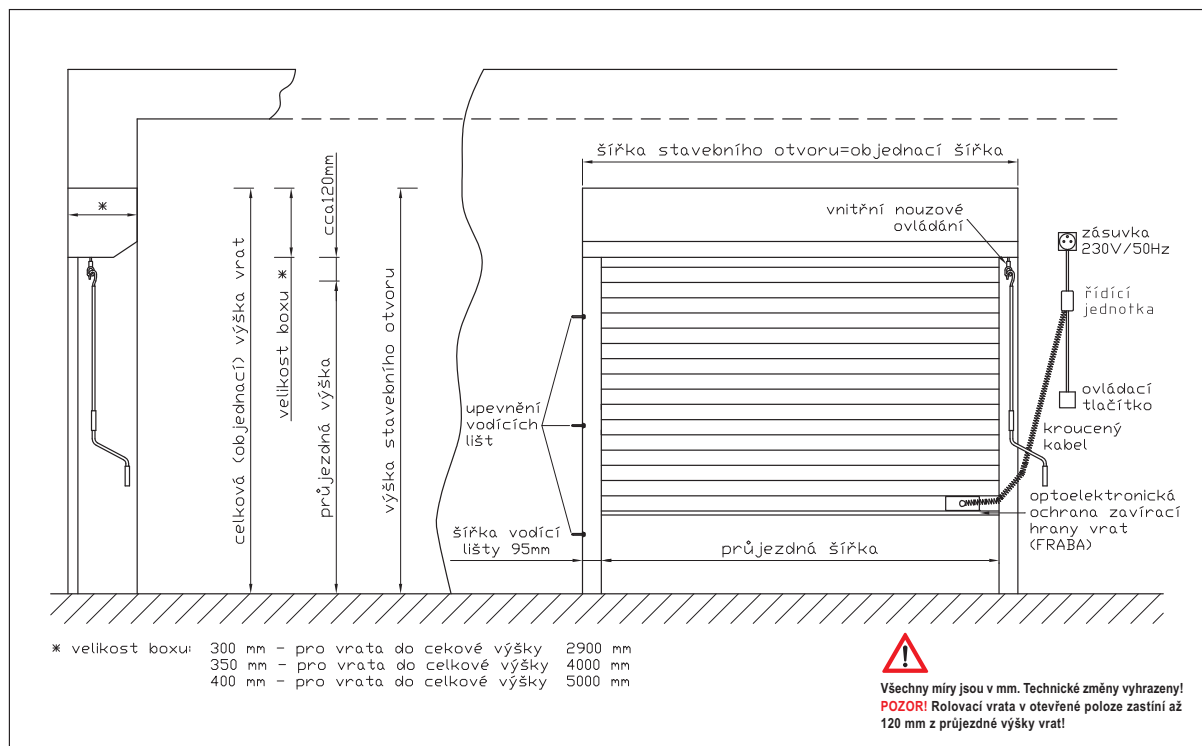 šířka stavebního otvoru=objednací šířka
*
celková (objednací) výška vrat
velikost boxu *
cca120mm
průjezdná výška
výška stavebního otvoru
vnitřní nouzové
ovládání
zásuvka
230V/50Hz
řídící
jednotka
ovládací
tlačítko
kroucený
kabel
upevnění
vodících
lišt
optoelektronická
ochrana zavírací
hrany vrat
(FRABA)
šířka vodící
lišty 95mm
průjezdná šířka
* velikost boxu: 300 mm - pro vrata do cekové výšky 2900 mm
350 mm - pro vrata do celkové výšky 4000 mm
400 mm - pro vrata do celkové výšky 5000 mm
Všechny míry jsou v mm. Technické změny vyhrazeny!
POZOR! Rolovací vrata v otevřené poloze zastíní až
120 mm z průjezdné výšky vrat!